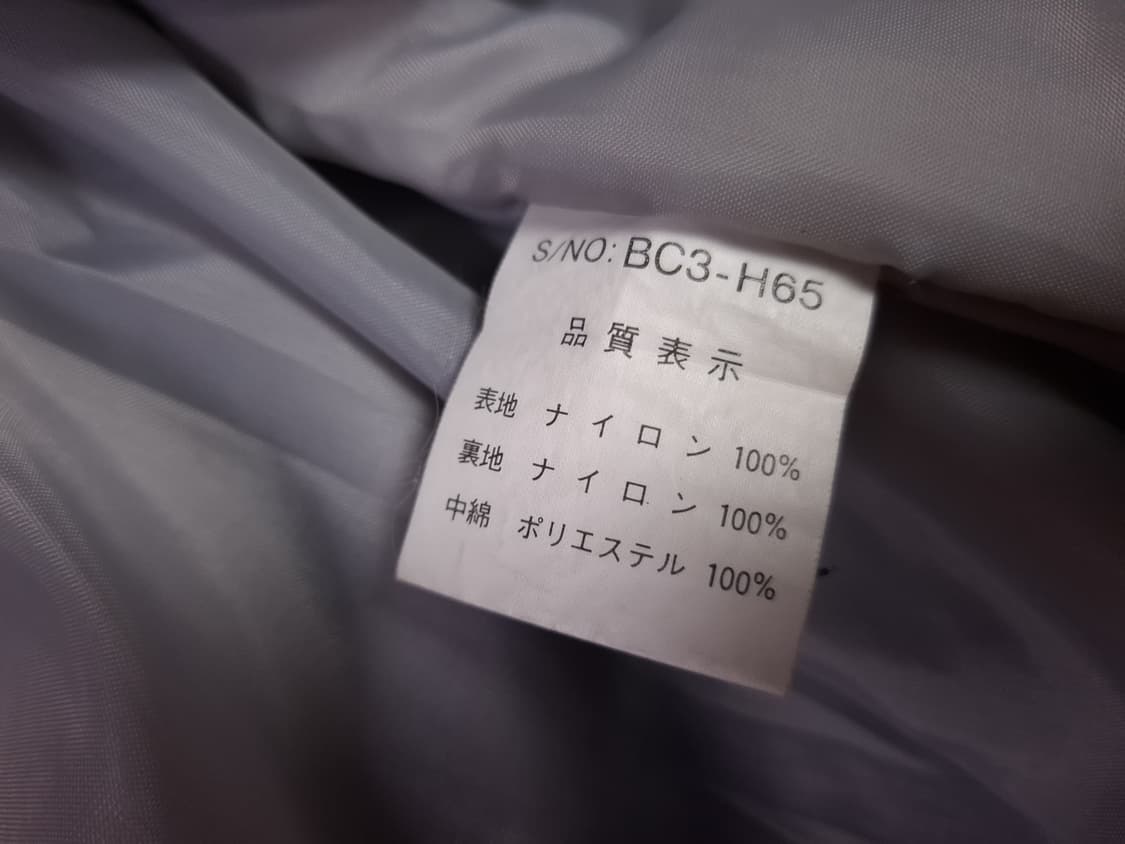 S/NO: BC3-H65
品質表示
表地 ナイロン 100%
裏地 ナイロン 100%
中綿 ポリエステル 100%